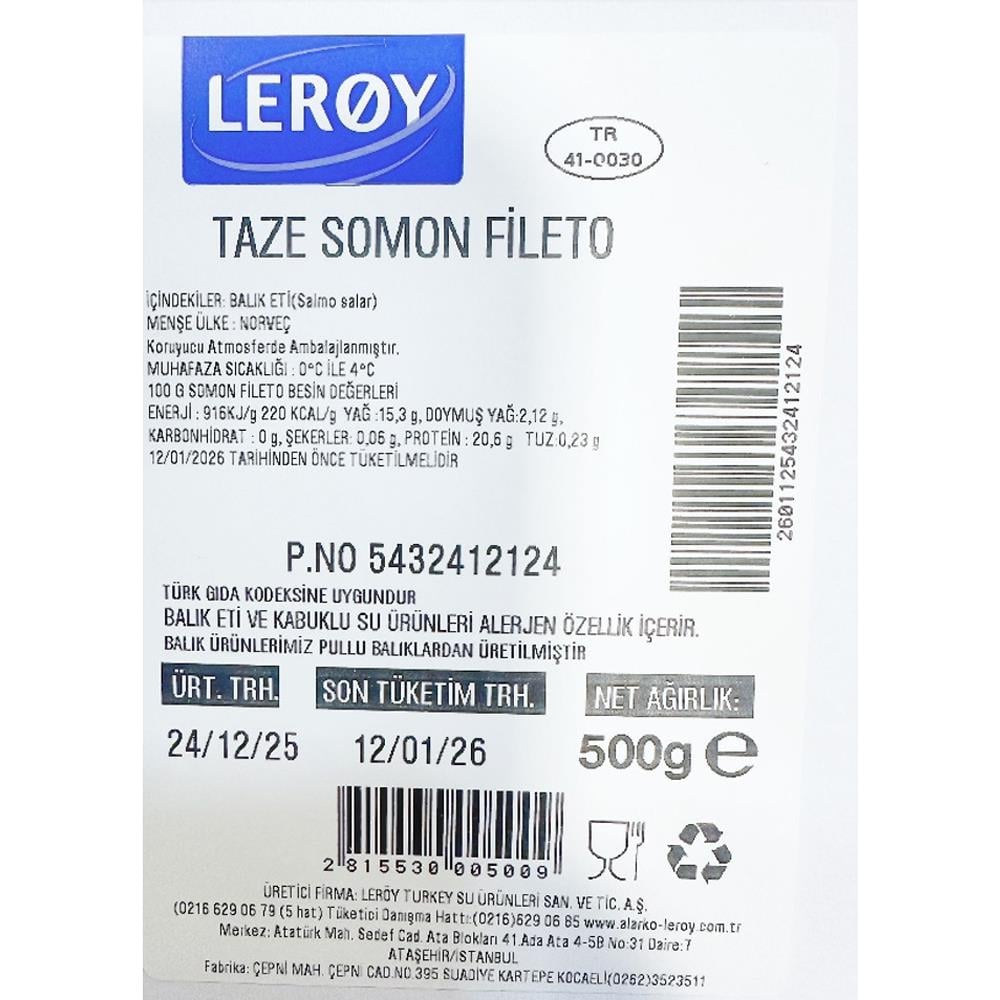 LERØY
TR
41-0030
TAZE SOMON FİLETO
İÇİNDEKİLER: BALIK ETİ(Salmo salar)
MENŞE ÜLKE : NORVEÇ
Koruyucu Atmosferde Ambalajlanmıştır.
MUHAFAZA SICAKLIĞI : 0°C İLE 4°C
100 G SOMON FİLETO BESİN DEĞERLERİ
ENERJİ : 916KJ/g 220 KCAL/g YAĞ :15,3 g, DOYMUŞ YAĞ:2,12 g,
KARBONHİDRAT : 0 g, ŞEKERLER: 0,06 g, PROTEİN : 20,6 g TUZ:0,23 g
12/01/2026 TARİHİNDEN ÖNCE TÜKETİLMELİDİR
2601125432412124
P.NO 5432412124
TÜRK GIDA KODEKSİNE UYGUNDUR
BALIK ETİ VE KABUKLU SU ÜRÜNLERİ ALERJEN ÖZELLİK İÇERİR.
BALIK ÜRÜNLERİMİZ PULLU BALIKLARDAN ÜRETİLMİŞTİR
ÜRT. TRH. SON TÜKETİM TRH. NET AĞIRLIK:
24/12/25 12/01/26 500g e
2 815530 005009
ÜRETİCİ FİRMA: LERÖY TURKEY SU ÜRÜNLERİ SAN. VE TİC. A.Ş.
(0216 629 06 79 (5 hat) Tüketici Danışma Hattı:(0216)629 06 85 www.alarko-leroy.com.tr
Merkez: Atatürk Mah. Sedef Cad. Ata Blokları 41.Ada Ata 4-5B No:31 Daire:7
ATAŞEHİR/İSTANBUL
Fabrika: ÇEPNİ MAH. ÇEPNİ CAD.NO.395 SUADİYE KARTEPE KOCAELİ(0262)3523511